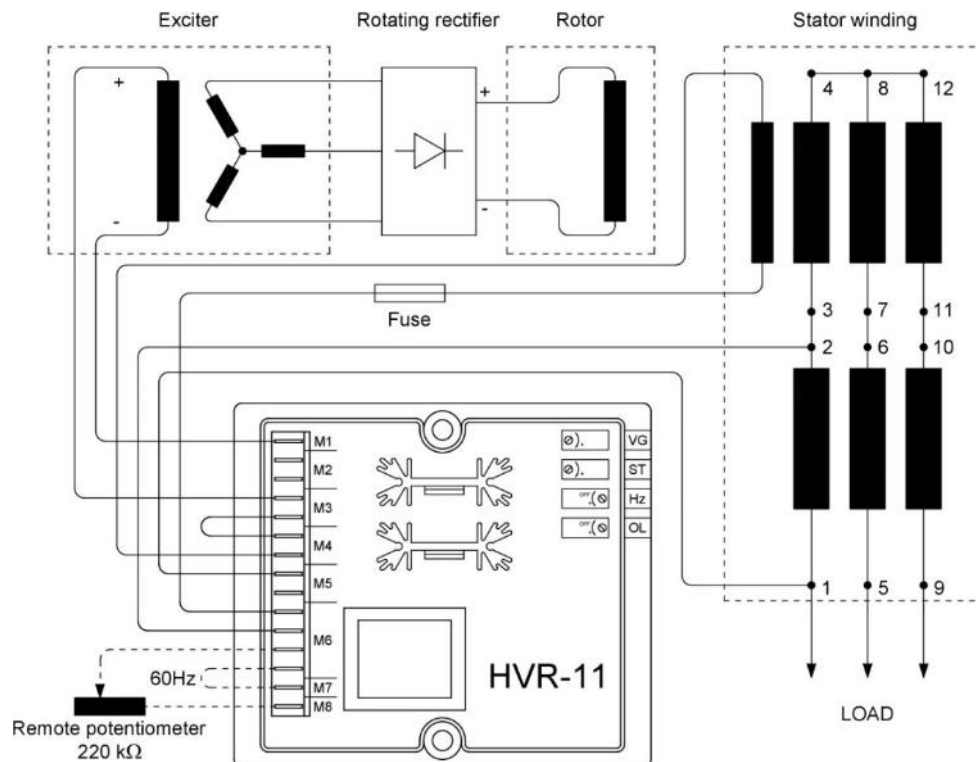 Exciter
Rotating rectifier
Rotor
Stator winding
+
-
+
-
4
8
12
Fuse
3
7
11
2
6
10
M1
M2
M3
M4
M5
M6
M7
M8
VG
ST
OFF
Hz
OFF
OL
1
5
9
60Hz
HVR-11
Remote potentiometer
220 kΩ
LOAD